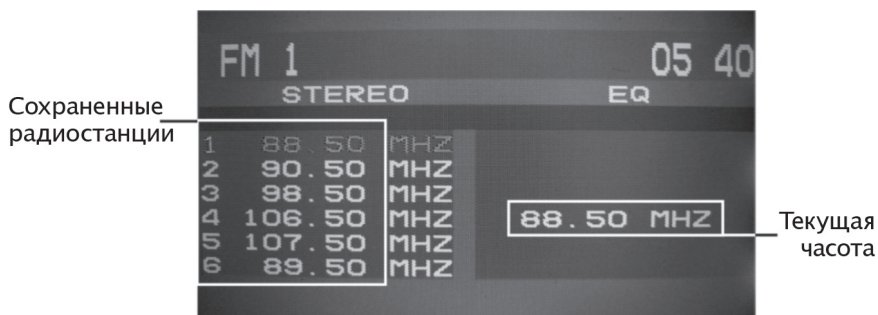 FM 1 05 40
STEREO EQ
Сохраненные
радиостанции
1 88.50 MHZ
2 90.50 MHZ
3 98.50 MHZ
4 106.50 MHZ
5 107.50 MHZ
6 89.50 MHZ
88.50 MHZ
Текущая
часота